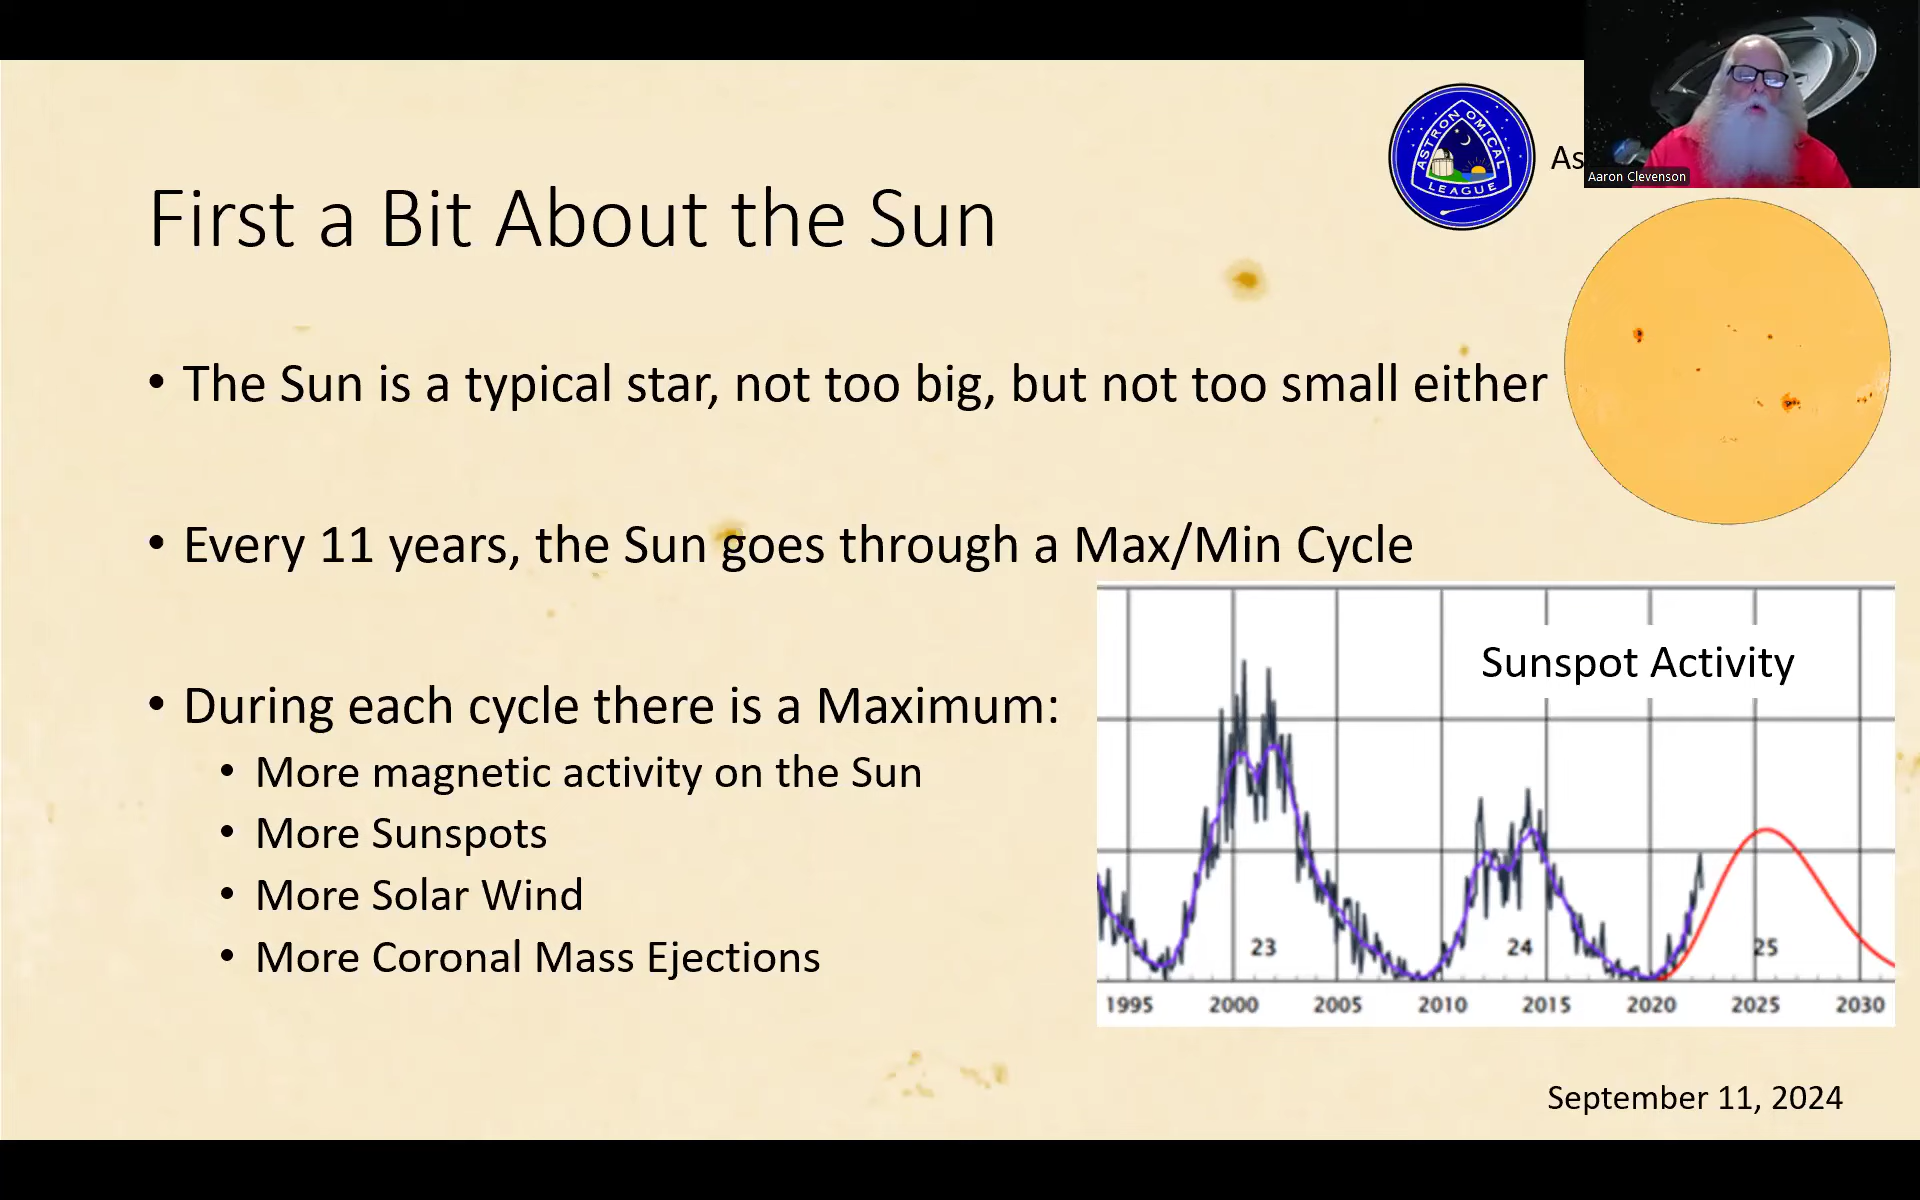 ASTRONOMICAL
LEAGUE
As
Aaron Clevenson
First a Bit About the Sun
• The Sun is a typical star, not too big, but not too small either
• Every 11 years, the Sun goes through a Max/Min Cycle
• During each cycle there is a Maximum:
• More magnetic activity on the Sun
• More Sunspots
• More Solar Wind
• More Coronal Mass Ejections
Sunspot Activity
23 24 25
1995 2000 2005 2010 2015 2020 2025 2030
September 11, 2024